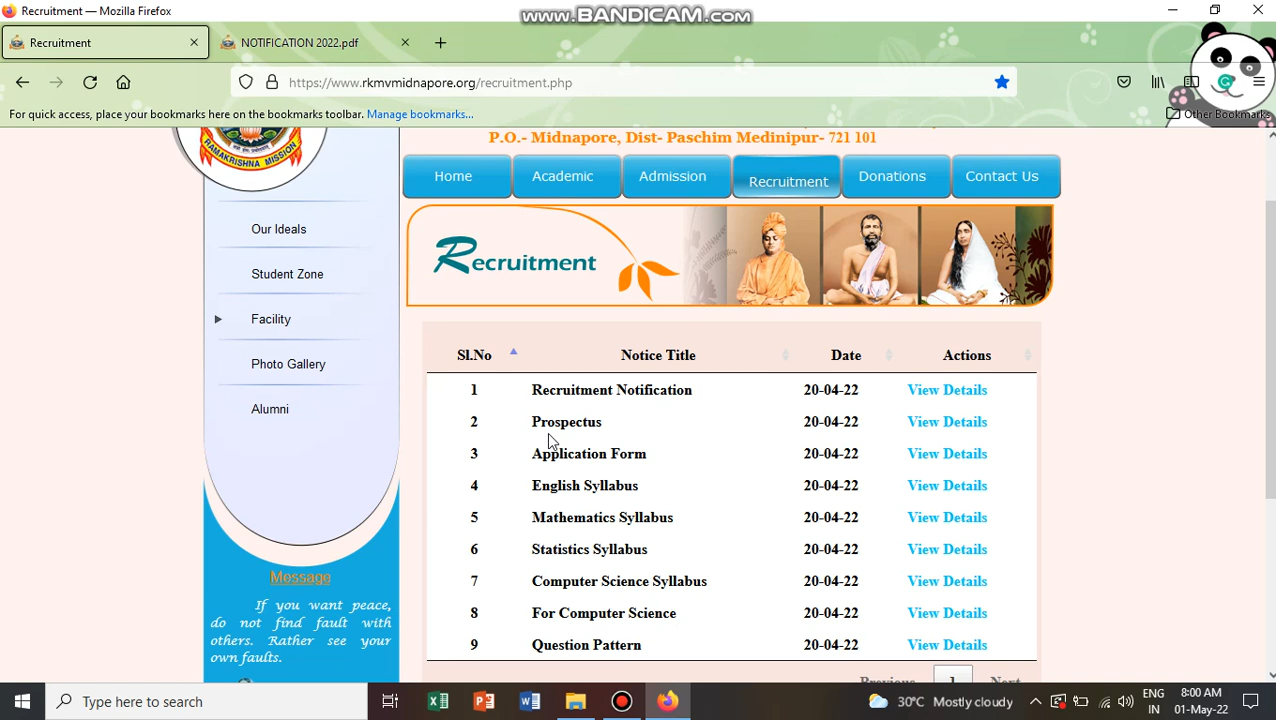 Recruitment — Mozilla Firefox
www.BANDICAM.com
Recruitment
NOTIFICATION 2022.pdf
https://www.rkmvmidnapore.org/recruitment.php
For quick access, place your bookmarks here on the bookmarks toolbar. Manage bookmarks...
Other Bookmarks
RAMAKRISHNA MISSION
P.O.- Midnapore, Dist- Paschim Medinipur- 721 101
Home Academic Admission Recruitment Donations Contact Us
Our Ideals
Student Zone
Facility
Photo Gallery
Alumni
Message
If you want peace,
do not find fault with
others. Rather see your
own faults.
Recruitment
Sl.No Notice Title Date Actions
1 Recruitment Notification 20-04-22 View Details
2 Prospectus 20-04-22 View Details
3 Application Form 20-04-22 View Details
4 English Syllabus 20-04-22 View Details
5 Mathematics Syllabus 20-04-22 View Details
6 Statistics Syllabus 20-04-22 View Details
7 Computer Science Syllabus 20-04-22 View Details
8 For Computer Science 20-04-22 View Details
9 Question Pattern 20-04-22 View Details
Previous 1 Next
Type here to search
30°C Mostly cloudy
ENG
IN
8:00 AM
01-May-22